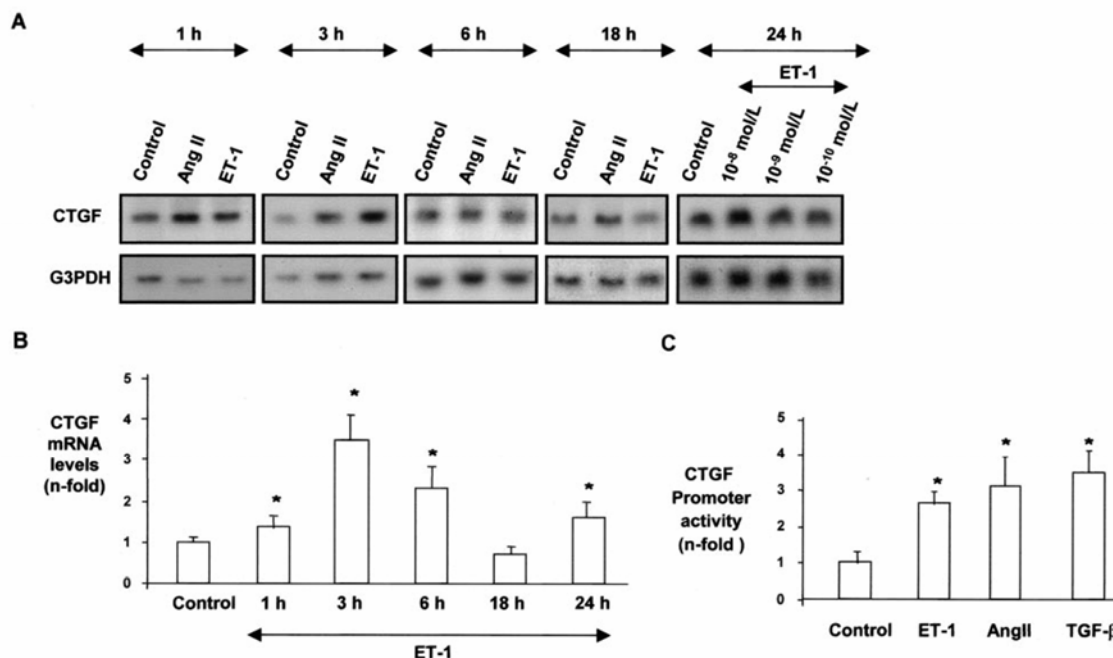 A
1 h 3 h 6 h 18 h 24 h
ET-1
Control Ang II ET-1 Control Ang II ET-1 Control Ang II ET-1 Control Ang II ET-1 Control 10⁻⁸ mol/L 10⁻⁹ mol/L 10⁻¹⁰ mol/L
CTGF
G3PDH
B
CTGF
mRNA
levels
(n-fold)
5
4
3
2
1
0
* * * *
Control 1 h 3 h 6 h 18 h 24 h
ET-1
C
CTGF
Promoter
activity
(n-fold )
5
4
3
2
1
0
* * *
Control ET-1 AngII TGF-β